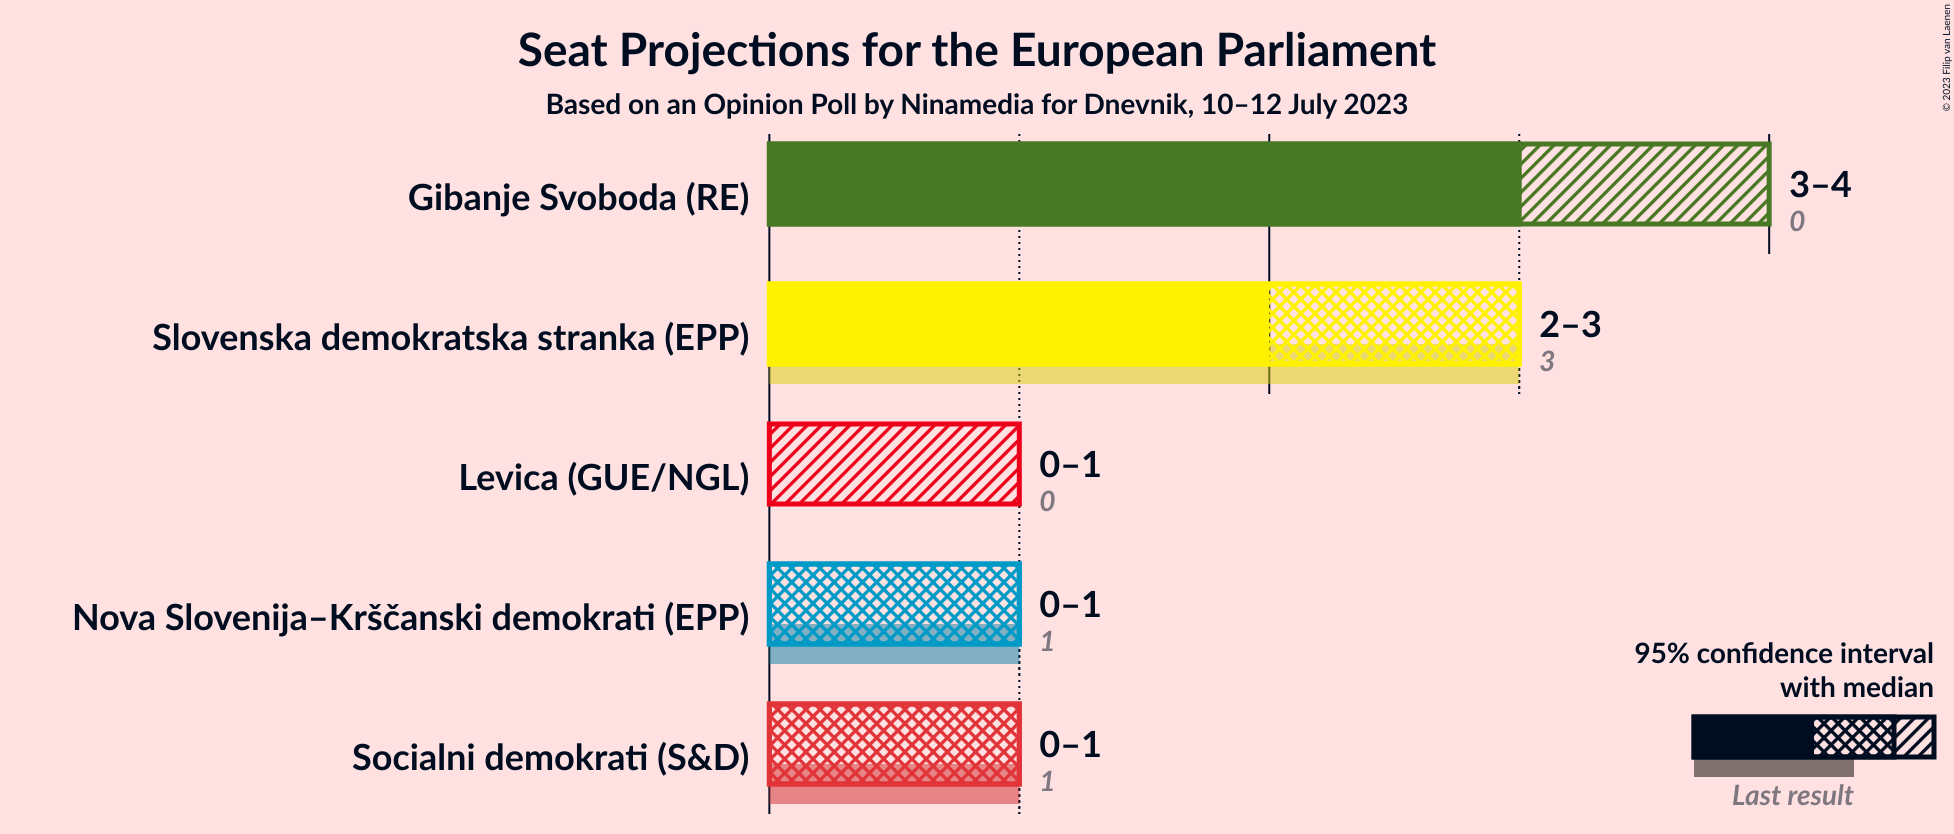 Seat Projections for the European Parliament
Based on an Opinion Poll by Ninamedia for Dnevnik, 10–12 July 2023
© 2023 Filip van Laenen
Gibanje Svoboda (RE)
3–4
0
Slovenska demokratska stranka (EPP)
2–3
3
Levica (GUE/NGL)
0–1
0
Nova Slovenija–Krščanski demokrati (EPP)
0–1
1
Socialni demokrati (S&D)
0–1
1
95% confidence interval
with median
Last result